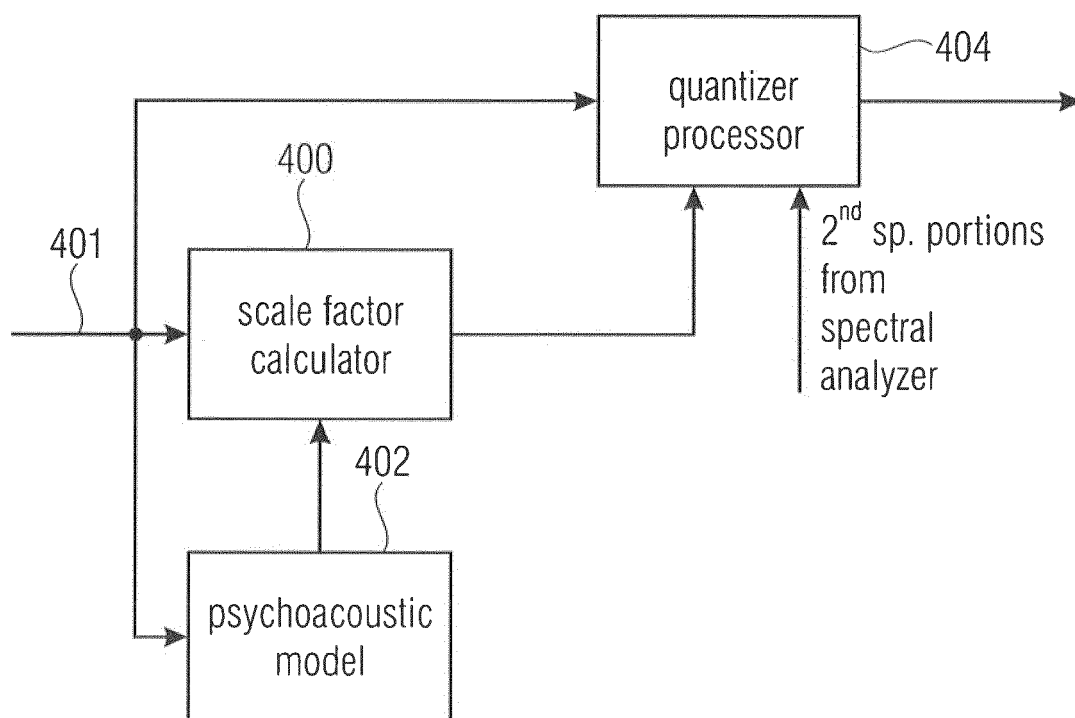 404
quantizer
processor
400
2nd sp. portions
from
spectral
analyzer
401
scale factor
calculator
402
psychoacoustic
model